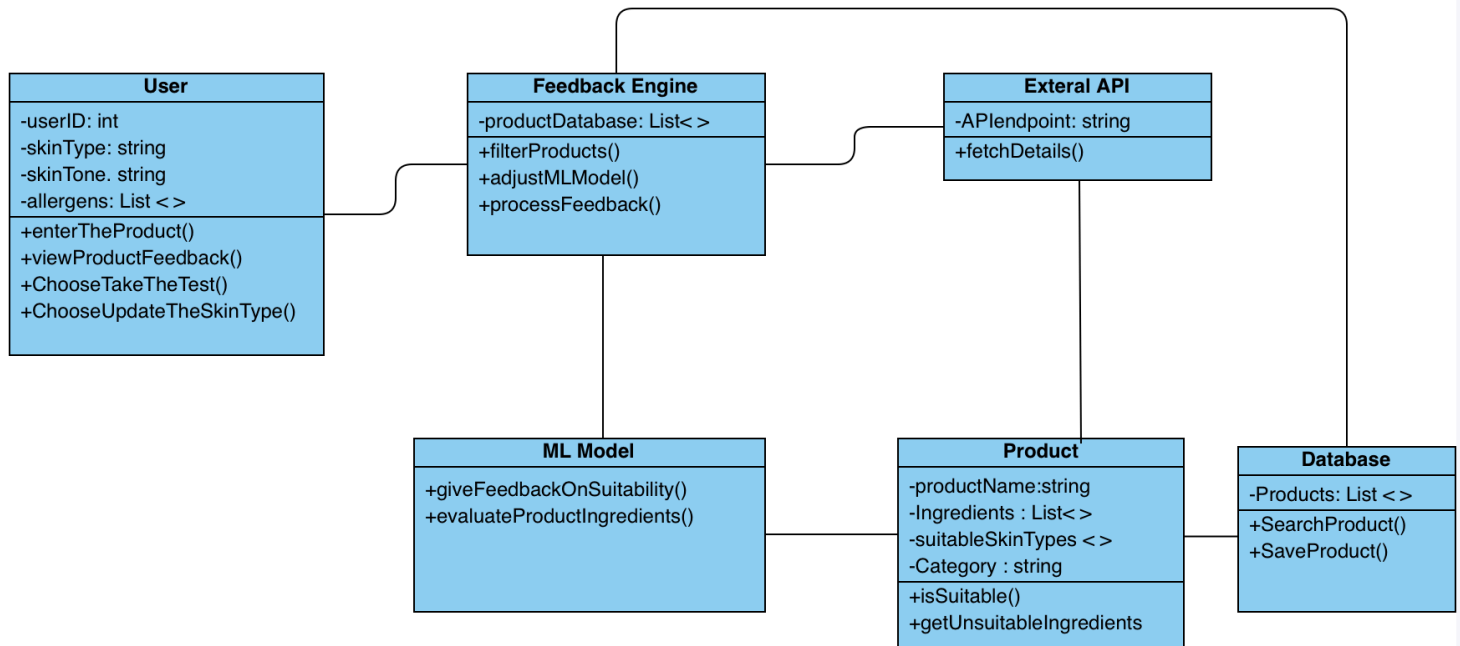 User
-userID: int
-skinType: string
-skinTone. string
-allergens: List < >
+enterTheProduct()
+viewProductFeedback()
+ChooseTakeTheTest()
+ChooseUpdateTheSkinType()
Feedback Engine
-productDatabase: List< >
+filterProducts()
+adjustMLModel()
+processFeedback()
Exteral API
-APIendpoint: string
+fetchDetails()
ML Model
+giveFeedbackOnSuitability()
+evaluateProductIngredients()
Product
-productName:string
-Ingredients : List<>
-suitableSkinTypes < >
-Category : string
+isSuitable()
+getUnsuitableIngredients
Database
-Products: List < >
+SearchProduct()
+SaveProduct()